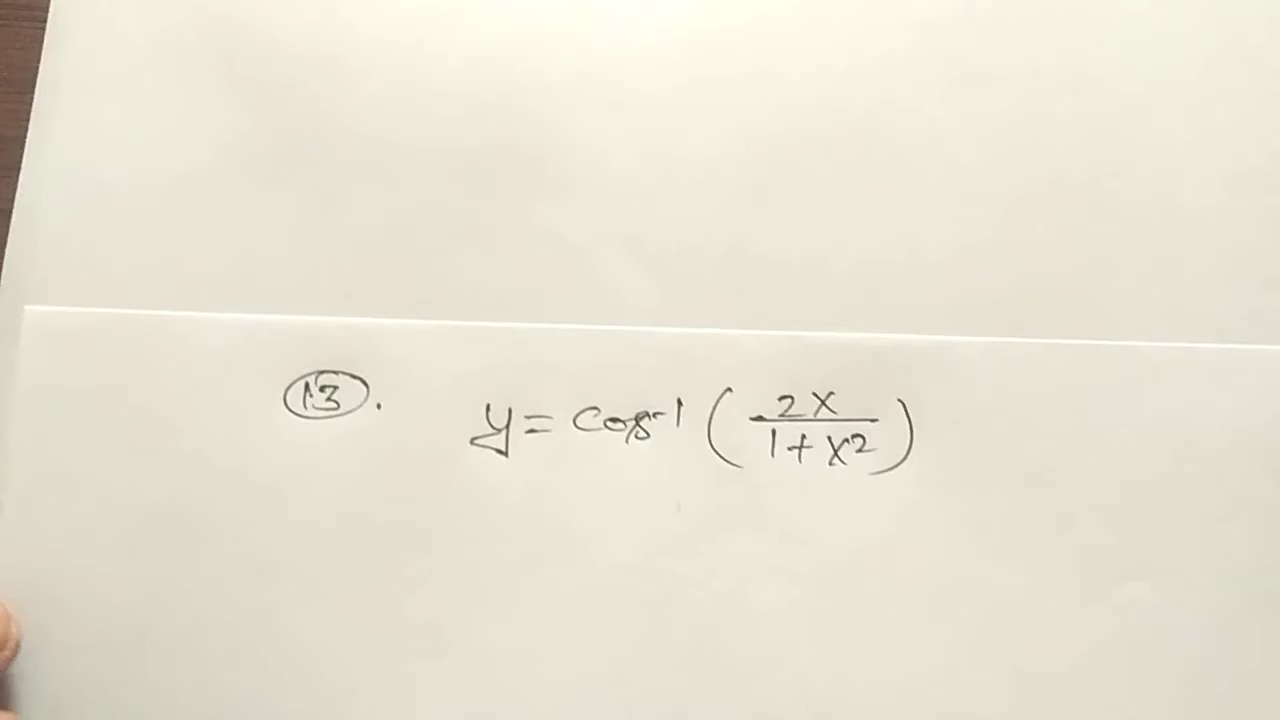 13. y = cos-1 ( 2x / 1+x2 )